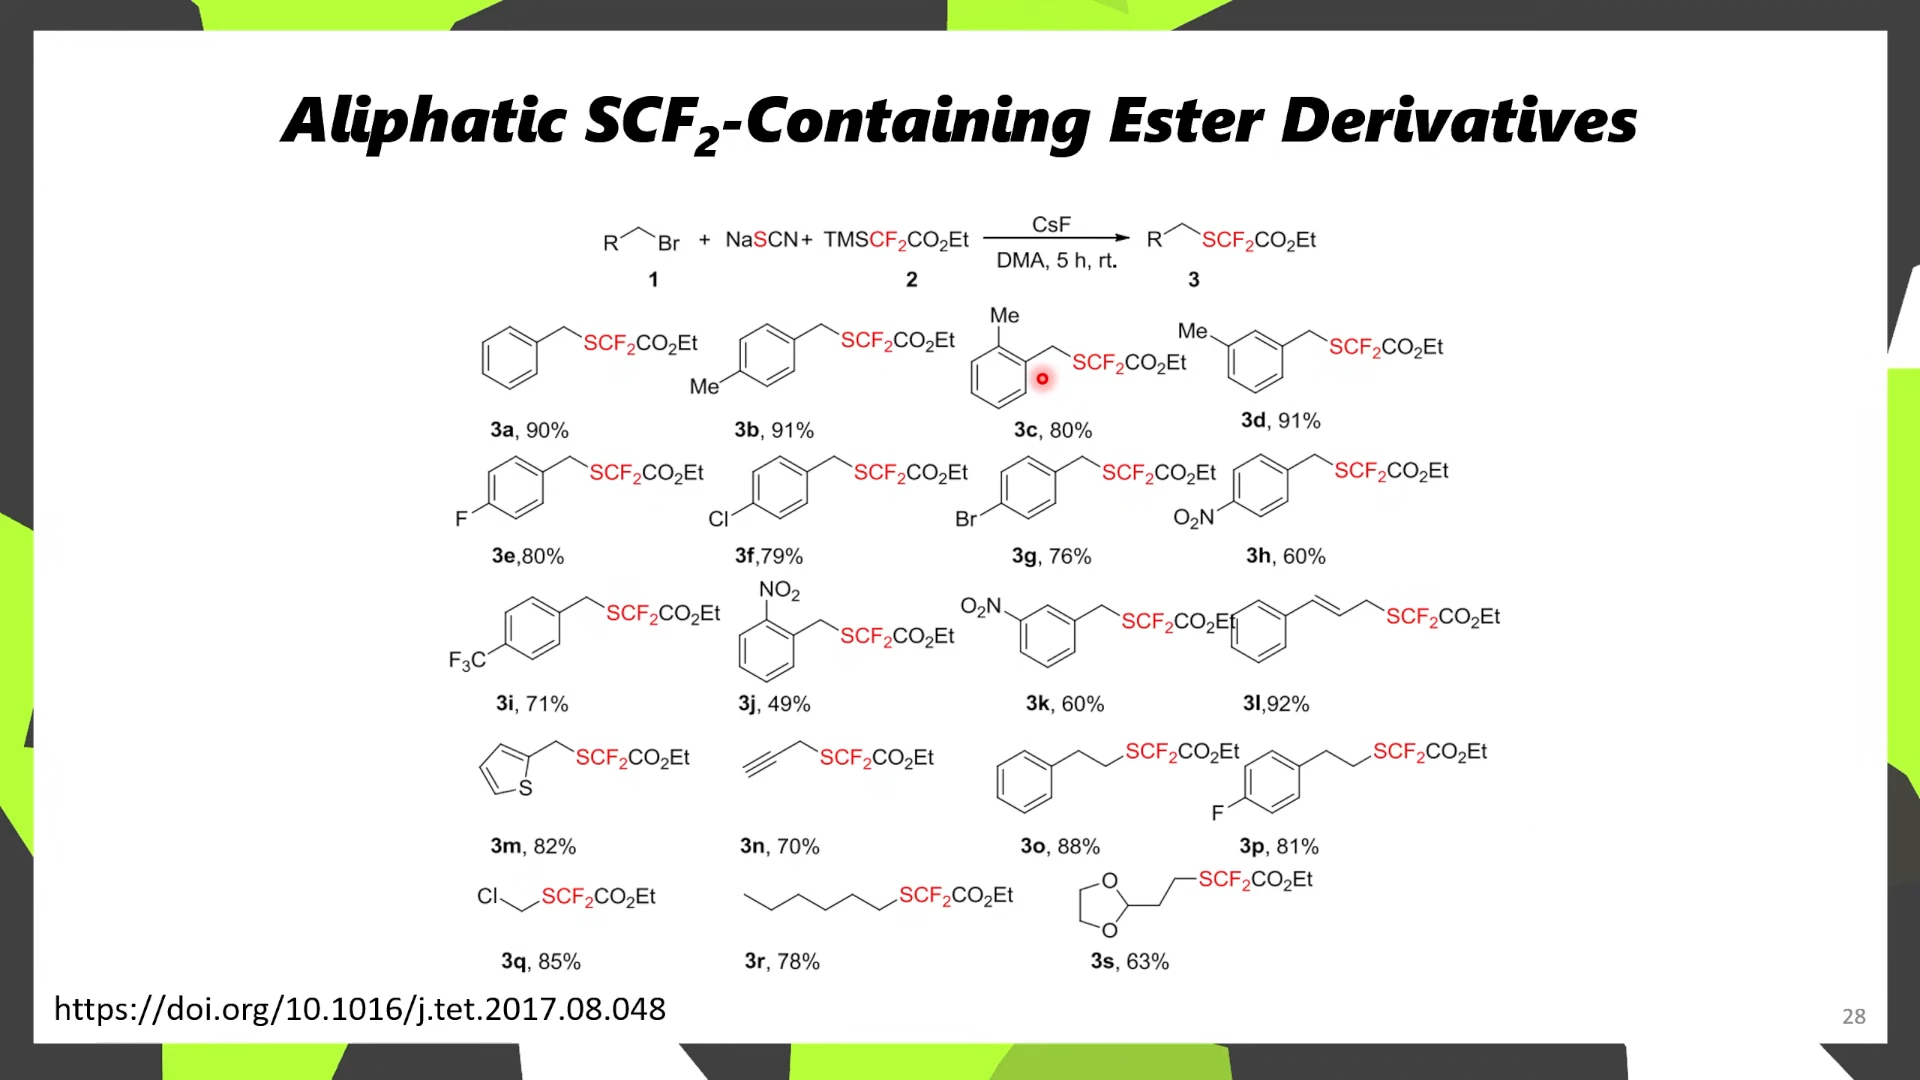 Aliphatic SCF₂-Containing Ester Derivatives
R Br + NaSCN + TMSCF₂CO₂Et CsF R SCF₂CO₂Et
DMA, 5 h, rt.
1 2 3
SCF₂CO₂Et Me SCF₂CO₂Et Me SCF₂CO₂Et Me SCF₂CO₂Et
3a, 90% 3b, 91% 3c, 80% 3d, 91%
F SCF₂CO₂Et Cl SCF₂CO₂Et Br SCF₂CO₂Et O₂N SCF₂CO₂Et
3e,80% 3f,79% 3g, 76% 3h, 60%
F₃C SCF₂CO₂Et NO₂ SCF₂CO₂Et O₂N SCF₂CO₂Et SCF₂CO₂Et
3i, 71% 3j, 49% 3k, 60% 3l,92%
S SCF₂CO₂Et SCF₂CO₂Et SCF₂CO₂Et F SCF₂CO₂Et
3m, 82% 3n, 70% 3o, 88% 3p, 81%
Cl SCF₂CO₂Et SCF₂CO₂Et O O SCF₂CO₂Et
3q, 85% 3r, 78% 3s, 63%
https://doi.org/10.1016/j.tet.2017.08.048
28